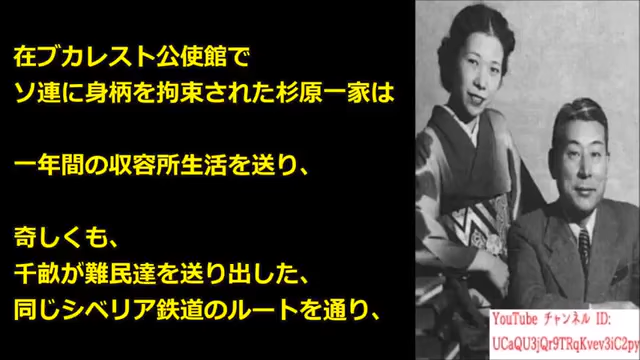 在ブカレスト公使館で
ソ連に身柄を拘束された杉原一家は
一年間の収容所生活を送り、
奇しくも、
千畝が難民達を送り出した、
同じシベリア鉄道のルートを通り、
YouTube チャンネル ID:
UCaQU3jQr9TRqKvev3iC2py